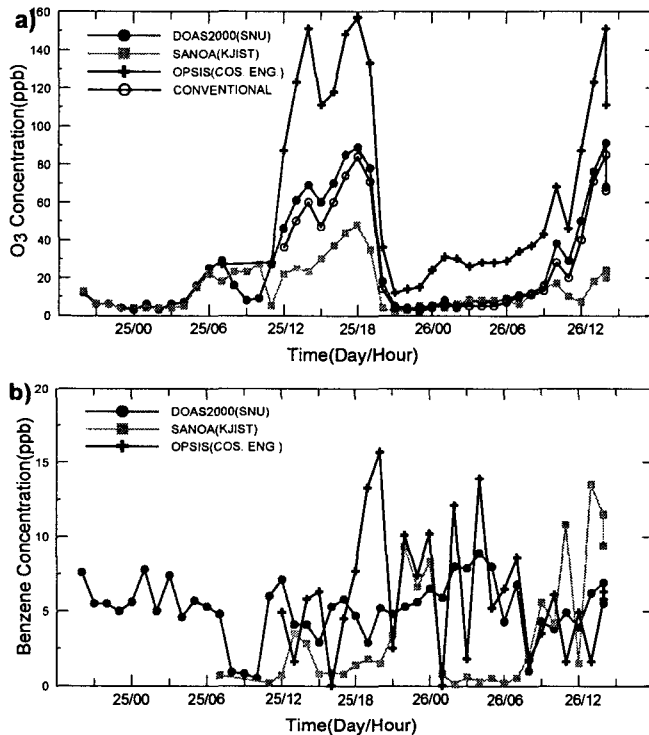 a)
160
140
120
100
80
60
40
20
0
O3 Concentration(ppb)
DOAS2000(SNU)
SANOA(KJIST)
OPSIS(COS. ENG.)
CONVENTIONAL
25/00
25/06
25/12
25/18
26/00
26/06
26/12
Time(Day/Hour)
b)
20
15
10
5
0
Benzene Concentration(ppb)
DOAS2000(SNU)
SANOA(KJIST)
OPSIS(COS. ENG.)
25/00
25/06
25/12
25/18
26/00
26/06
26/12
Time(Day/Hour)